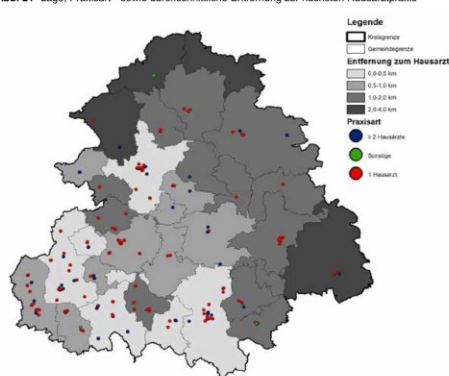 Lage, Praxisart sowie durchschnittliche Entfernung zur nächsten Hausarztpraxis
Legende
Kreisgrenze
Gemeindegrenze
Entfernung zum Hausarzt
0,0-0,5 km
0,5-1,0 km
1,0-2,0 km
2,0-4,0 km
Praxisart
≥ 2 Hausärzte
Sonstige
1 Hausarzt